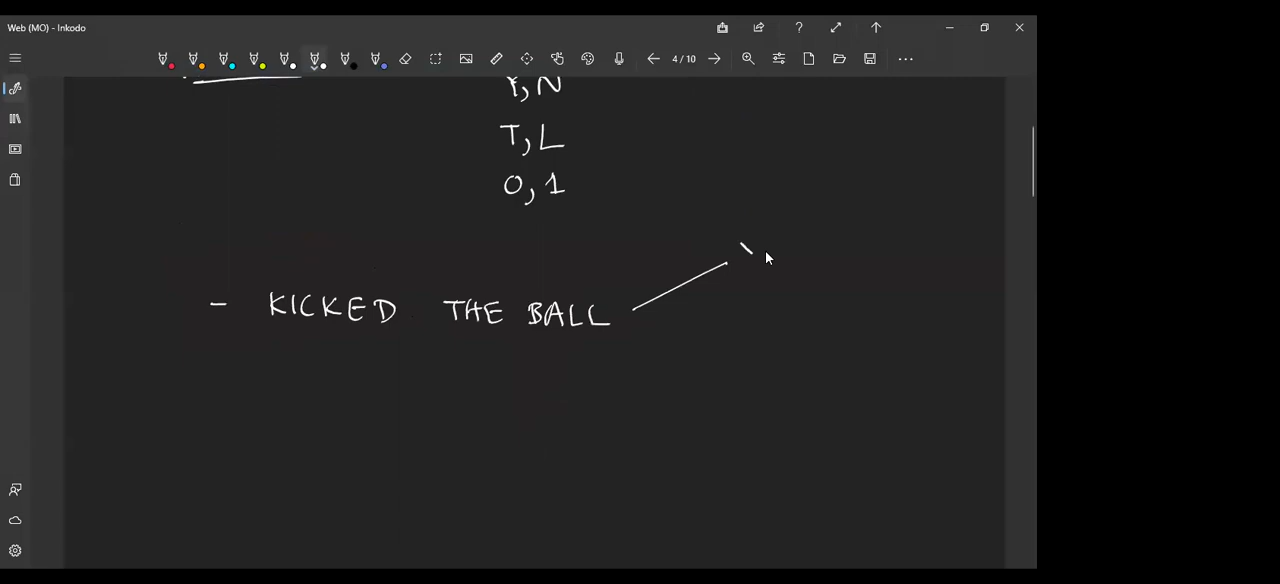 Web (MO) - Inkodo
4 / 10
Y, N
T, L
0, 1
- KICKED THE BALL